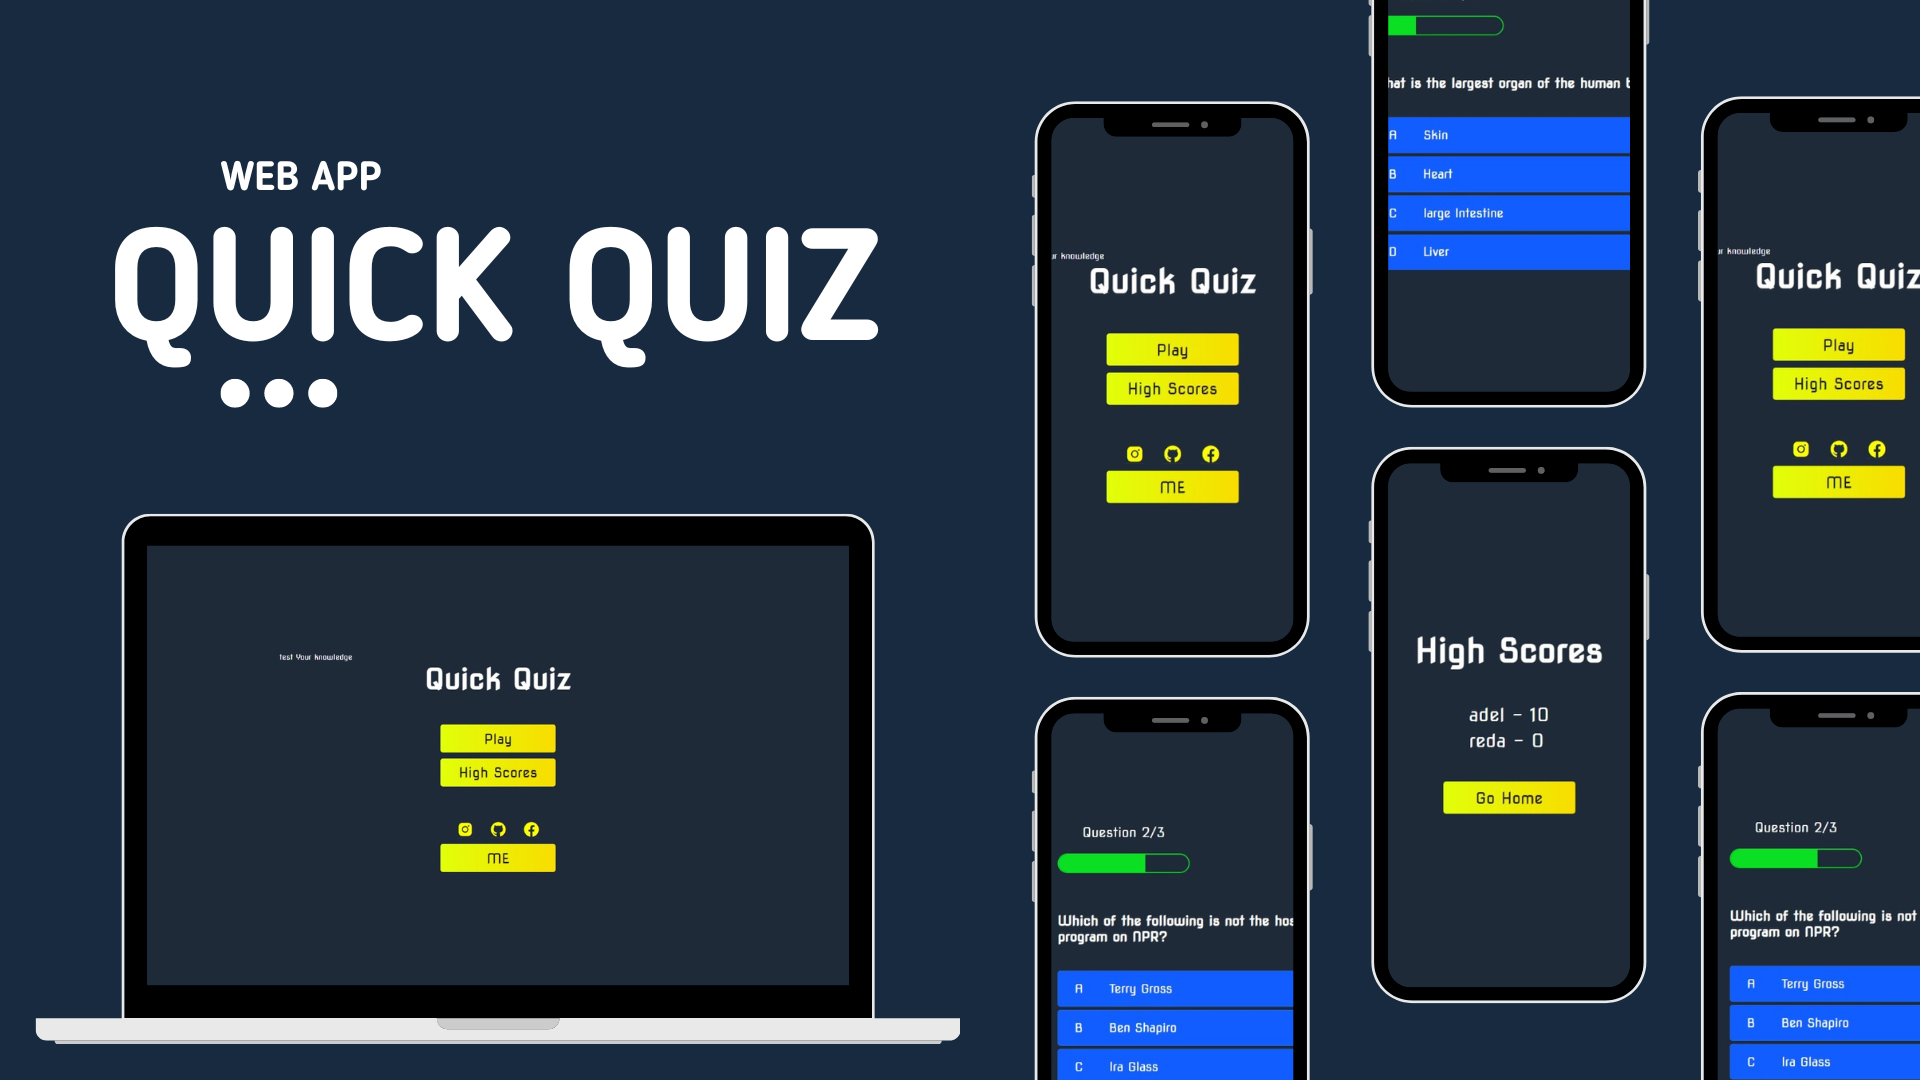 WEB APP
QUICK QUIZ
test Your knowledge
Quick Quiz
Play
High Scores
ME
ur knowledge
Quick Quiz
Play
High Scores
ME
Question 2/3
Which of the following is not the hos
program on NPR?
A Terry Gross
B Ben Shapiro
C Ira Glass
hat is the largest organ of the human b
A Skin
B Heart
C large Intestine
D Liver
High Scores
adel - 10
reda - 0
Go Home
ur knowledge
Quick Quiz
Play
High Scores
ME
Question 2/3
Which of the following is not
program on NPR?
A Terry Gross
B Ben Shapiro
C Ira Glass